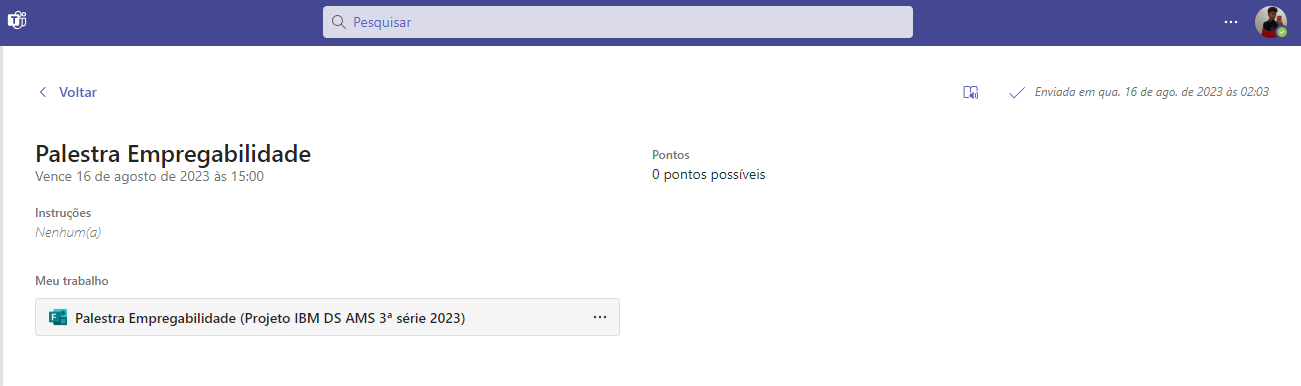 Pesquisar
Voltar
Enviada em qua. 16 de ago. de 2023 às 02:03
Palestra Empregabilidade
Vence 16 de agosto de 2023 às 15:00
Pontos
0 pontos possíveis
Instruções
Nenhum(a)
Meu trabalho
Palestra Empregabilidade (Projeto IBM DS AMS 3ª série 2023)